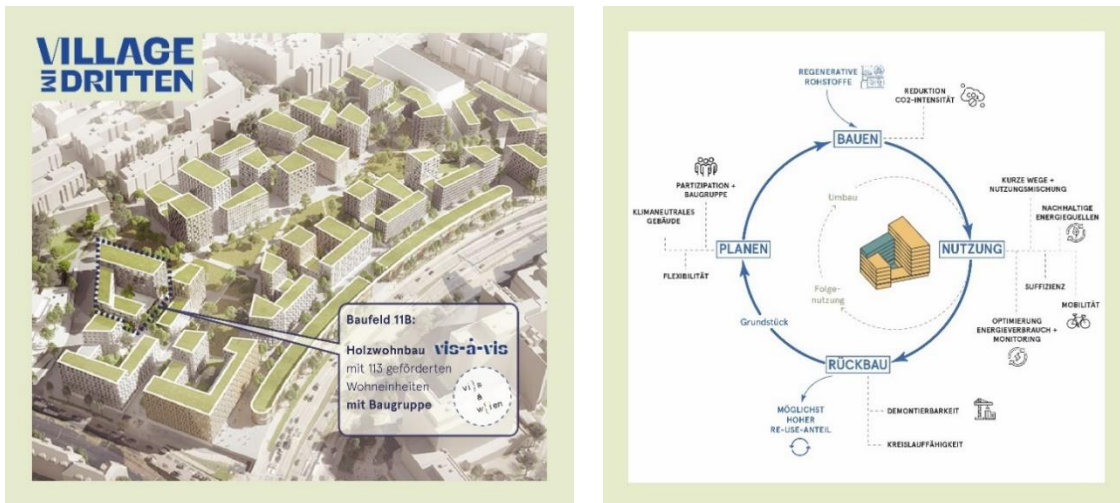 VILLAGE
IM DRITTEN
Baufeld 11B:
Holzwohnbau vis-à-vis
mit 113 geförderten
Wohneinheiten
mit Baugruppe
vis
&
wien
REGENERATIVE
ROHSTOFFE
REDUKTION
CO2-INTENSITÄT
BAUEN
KURZE WEGE +
NUTZUNGSMISCHUNG
PARTIZIPATION +
BAUGRUPPE
Umbau
NACHHALTIGE
ENERGIEQUELLEN
KLIMANEUTRALES
GEBÄUDE
PLANEN
NUTZUNG
FLEXIBILITÄT
SUFFIZIENZ
Folge-
nutzung
MOBILITÄT
Grundstück
OPTIMIERUNG
ENERGIEVERBRAUCH +
MONITORING
RÜCKBAU
MÖGLICHST
HOHER
RE-USE-ANTEIL
DEMONTIERBARKEIT
KREISLAUFFÄHIGKEIT